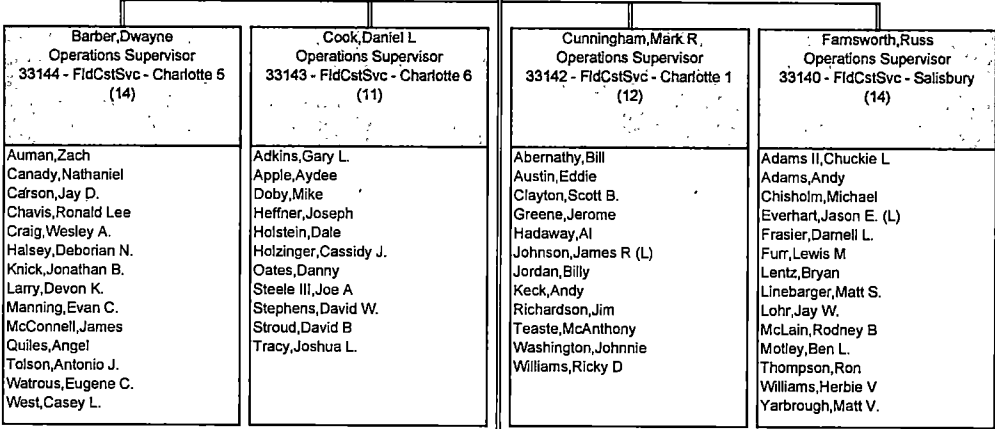 Barber,Dwayne
Operations Supervisor
33144 - FldCstSvc - Charlotte 5
(14)
Auman,Zach
Canady,Nathaniel
Carson,Jay D.
Chavis,Ronald Lee
Craig,Wesley A.
Halsey,Deborian N.
Knick,Jonathan B.
Larry,Devon K.
Manning,Evan C.
McConnell,James
Quiles,Angel
Tolson,Antonio J.
Watrous,Eugene C.
West,Casey L.
Cook,Daniel L
Operations Supervisor
33143 - FldCstSvc - Charlotte 6
(11)
Adkins,Gary L.
Apple,Aydee
Doby,Mike
Heffner,Joseph
Holstein,Dale
Holzinger,Cassidy J.
Oates,Danny
Steele III,Joe A
Stephens,David W.
Stroud,David B
Tracy,Joshua L.
Cunningham,Mark R
Operations Supervisor
33142 - FldCstSvc - Charlotte 1
(12)
Abernathy,Bill
Austin,Eddie
Clayton,Scott B.
Greene,Jerome
Hadaway,Al
Johnson,James R (L)
Jordan,Billy
Keck,Andy
Richardson,Jim
Teaste,McAnthony
Washington,Johnnie
Williams,Ricky D
Farnsworth,Russ
Operations Supervisor
33140 - FldCstSvc - Salisbury
(14)
Adams II,Chuckie L
Adams,Andy
Chisholm,Michael
Everhart,Jason E. (L)
Frasier,Darnell L.
Furr,Lewis M
Lentz,Bryan
Linebarger,Matt S.
Lohr,Jay W.
McLain,Rodney B
Motley,Ben L.
Thompson,Ron
Williams,Herbie V
Yarbrough,Matt V.